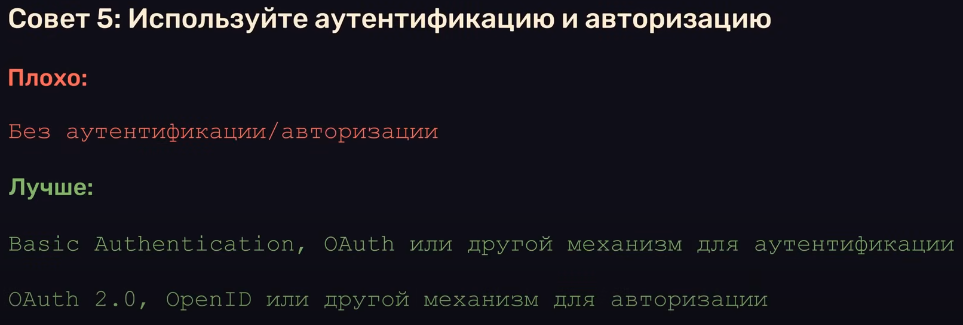 Совет 5: Используйте аутентификацию и авторизацию
Плохо:
Без аутентификации/авторизации
Лучше:
Basic Authentication, OAuth или другой механизм для аутентификации
OAuth 2.0, OpenID или другой механизм для авторизации